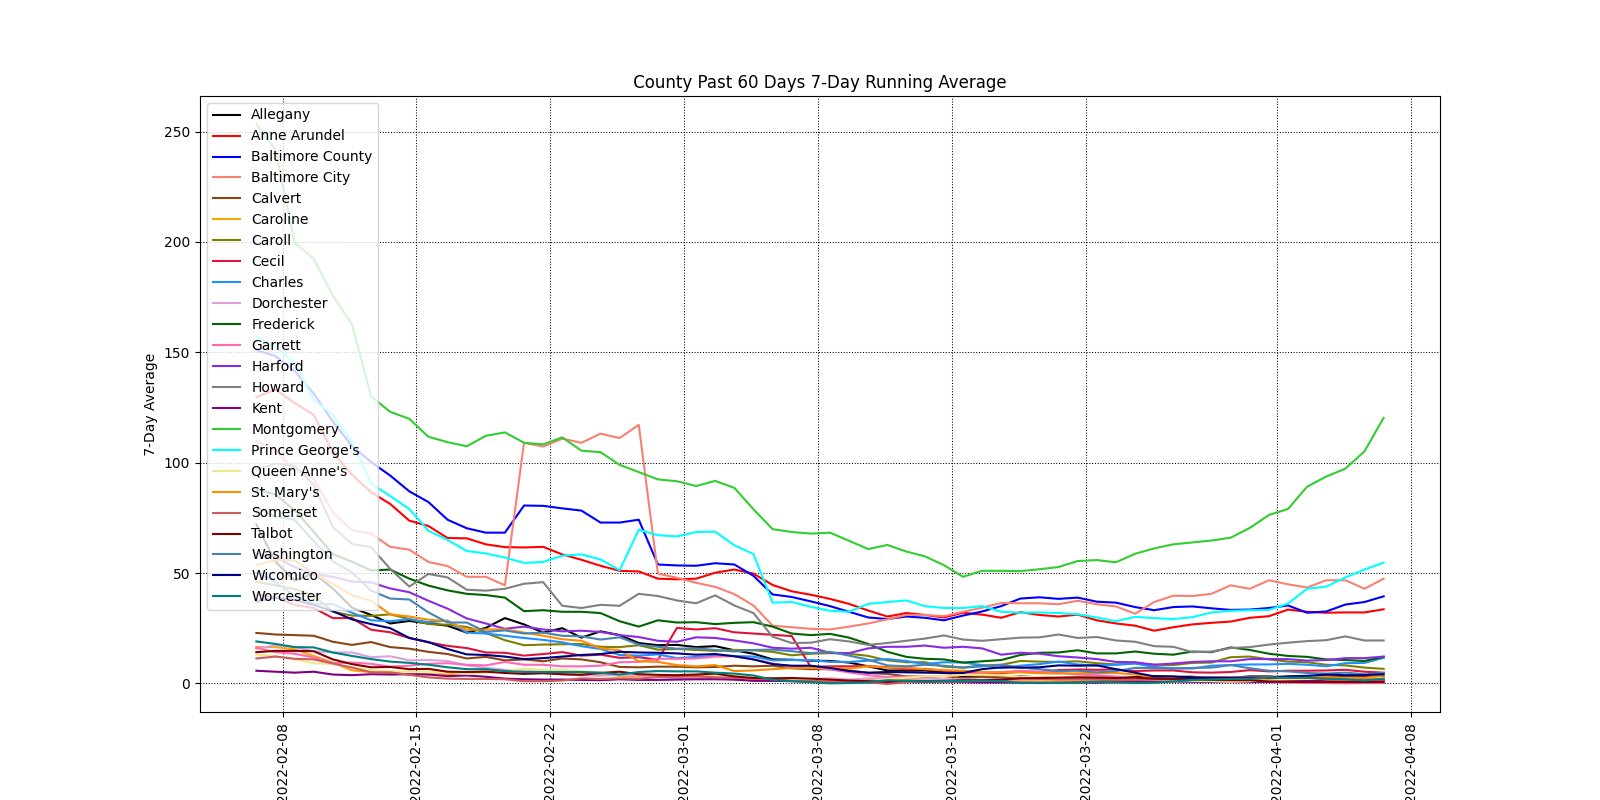 County Past 60 Days 7-Day Running Average
7-Day Average
250
200
150
100
50
0
Allegany
Anne Arundel
Baltimore County
Baltimore City
Calvert
Caroline
Caroll
Cecil
Charles
Dorchester
Frederick
Garrett
Harford
Howard
Kent
Montgomery
Prince George's
Queen Anne's
St. Mary's
Somerset
Talbot
Washington
Wicomico
Worcester
2022-02-08
2022-02-15
2022-02-22
2022-03-01
2022-03-08
2022-03-15
2022-03-22
2022-04-01
2022-04-08